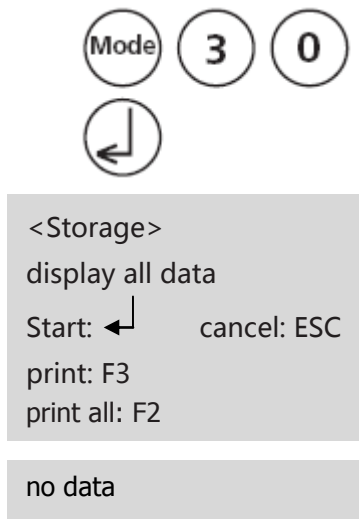 Mode 3 0
<Storage>
display all data
Start: ↵ cancel: ESC
print: F3
print all: F2
no data